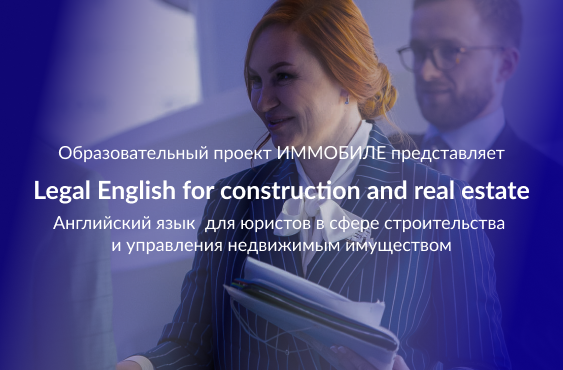 Образовательный проект ИММОБИЛЕ представляет
Legal English for construction and real estate
Английский язык для юристов в сфере строительства
и управления недвижимым имуществом